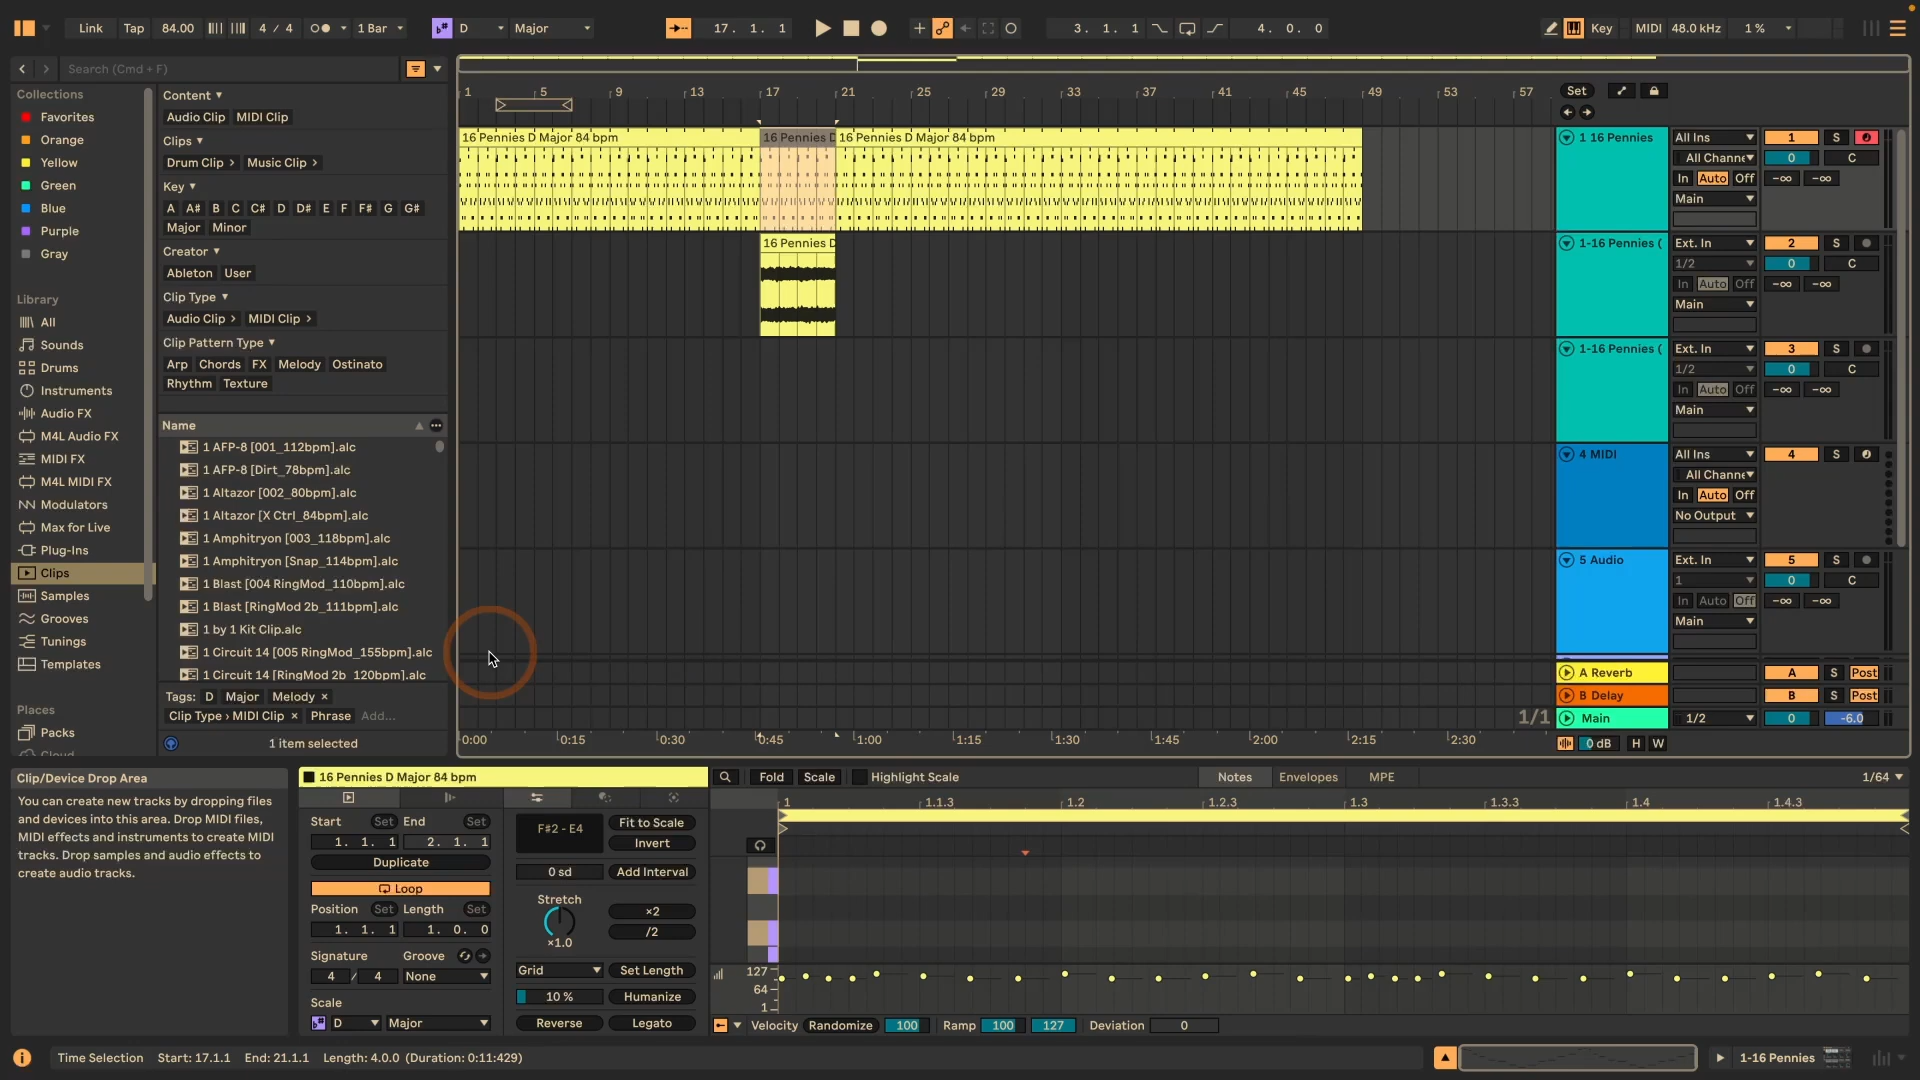 Link Tap 84.00 4 / 4 1 Bar D Major 17. 1. 1 3. 1. 1 4. 0. 0 Key MIDI 48.0 kHz 1 %
Search (Cmd + F)
Collections
Favorites
Orange
Yellow
Green
Blue
Purple
Gray
Library
All
Sounds
Drums
Instruments
Audio FX
M4L Audio FX
MIDI FX
M4L MIDI FX
Modulators
Max for Live
Plug-Ins
Clips
Samples
Grooves
Tunings
Templates
Places
Packs
Cloud
Content
Audio Clip MIDI Clip
Clips
Drum Clip > Music Clip >
Key
A A# B C C# D D# E F F# G G#
Major Minor
Creator
Ableton User
Clip Type
Audio Clip > MIDI Clip >
Clip Pattern Type
Arp Chords FX Melody Ostinato
Rhythm Texture
Name
1 AFP-8 [001_112bpm].alc
1 AFP-8 [Dirt_78bpm].alc
1 Altazor [002_80bpm].alc
1 Altazor [X Ctrl_84bpm].alc
1 Amphitryon [003_118bpm].alc
1 Amphitryon [Snap_114bpm].alc
1 Blast [004 RingMod_110bpm].alc
1 Blast [RingMod 2b_111bpm].alc
1 by 1 Kit Clip.alc
1 Circuit 14 [005 RingMod_155bpm].alc
1 Circuit 14 [RingMod 2b_120bpm].alc
Tags: D Major Melody ×
Clip Type › MIDI Clip × Phrase Add...
1 item selected
1 5 9 13 17 21 25 29 33 37 41 45 49 53 57
16 Pennies D Major 84 bpm 16 Pennies D 16 Pennies D Major 84 bpm
16 Pennies D
1/1
0:00 0:15 0:30 0:45 1:00 1:15 1:30 1:45 2:00 2:15 2:30
Set
1 16 Pennies All Ins 1 S
All Channe 0 C
In Auto Off -∞ -∞
Main
1-16 Pennies ( Ext. In 2 S
1/2 0 C
In Auto Off -∞ -∞
Main
1-16 Pennies ( Ext. In 3 S
1/2 0 C
In Auto Off -∞ -∞
Main
4 MIDI All Ins 4 S
All Channe
In Auto Off
No Output
5 Audio Ext. In 5 S
1 0 C
In Auto Off -∞ -∞
Main
A Reverb A S Post
B Delay B S Post
Main 1/2 0 -6.0
0 dB H W
Clip/Device Drop Area
You can create new tracks by dropping files
and devices into this area. Drop MIDI files,
MIDI effects and instruments to create MIDI
tracks. Drop samples and audio effects to
create audio tracks.
16 Pennies D Major 84 bpm
Start Set End Set
1. 1. 1 2. 1. 1
Duplicate
Loop
Position Set Length Set
1. 1. 1 1. 0. 0
Signature Groove
4 / 4 None
Scale
D Major
F#2 - E4 Fit to Scale
Invert
0 sd Add Interval
Stretch
×2
/2
×1.0
Grid Set Length
10 % Humanize
Reverse Legato
Fold Scale Highlight Scale Notes Envelopes MPE 1/64
1 1.1.3 1.2 1.2.3 1.3 1.3.3 1.4 1.4.3
127
64
1
Velocity Randomize 100 Ramp 100 127 Deviation 0
Time Selection Start: 17.1.1 End: 21.1.1 Length: 4.0.0 (Duration: 0:11:429)
1-16 Pennies